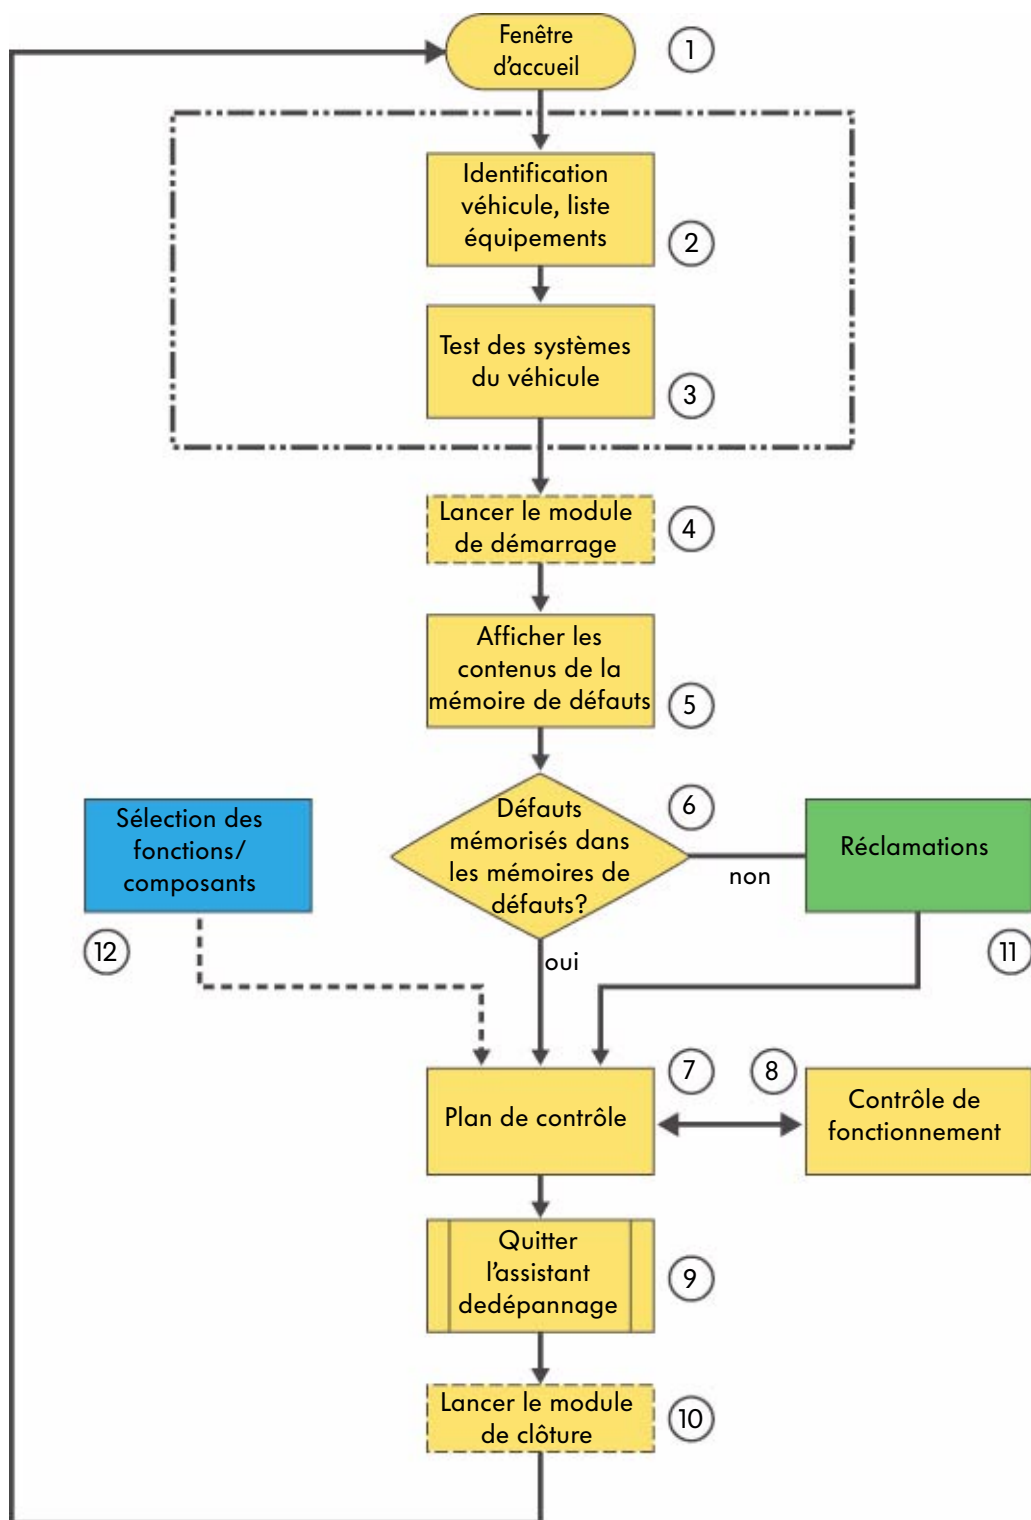 Fenêtre
d'accueil
1
Identification
véhicule, liste
équipements
2
Test des systèmes
du véhicule
3
Lancer le module
de démarrage
4
Afficher les
contenus de la
mémoire de défauts
5
Défauts
mémorisés dans
les mémoires de
défauts?
6
non
oui
Sélection des
fonctions/
composants
12
Réclamations
11
Plan de contrôle
7
8
Contrôle de
fonctionnement
Quitter
l'assistant
dedépannage
9
Lancer le module
de clôture
10